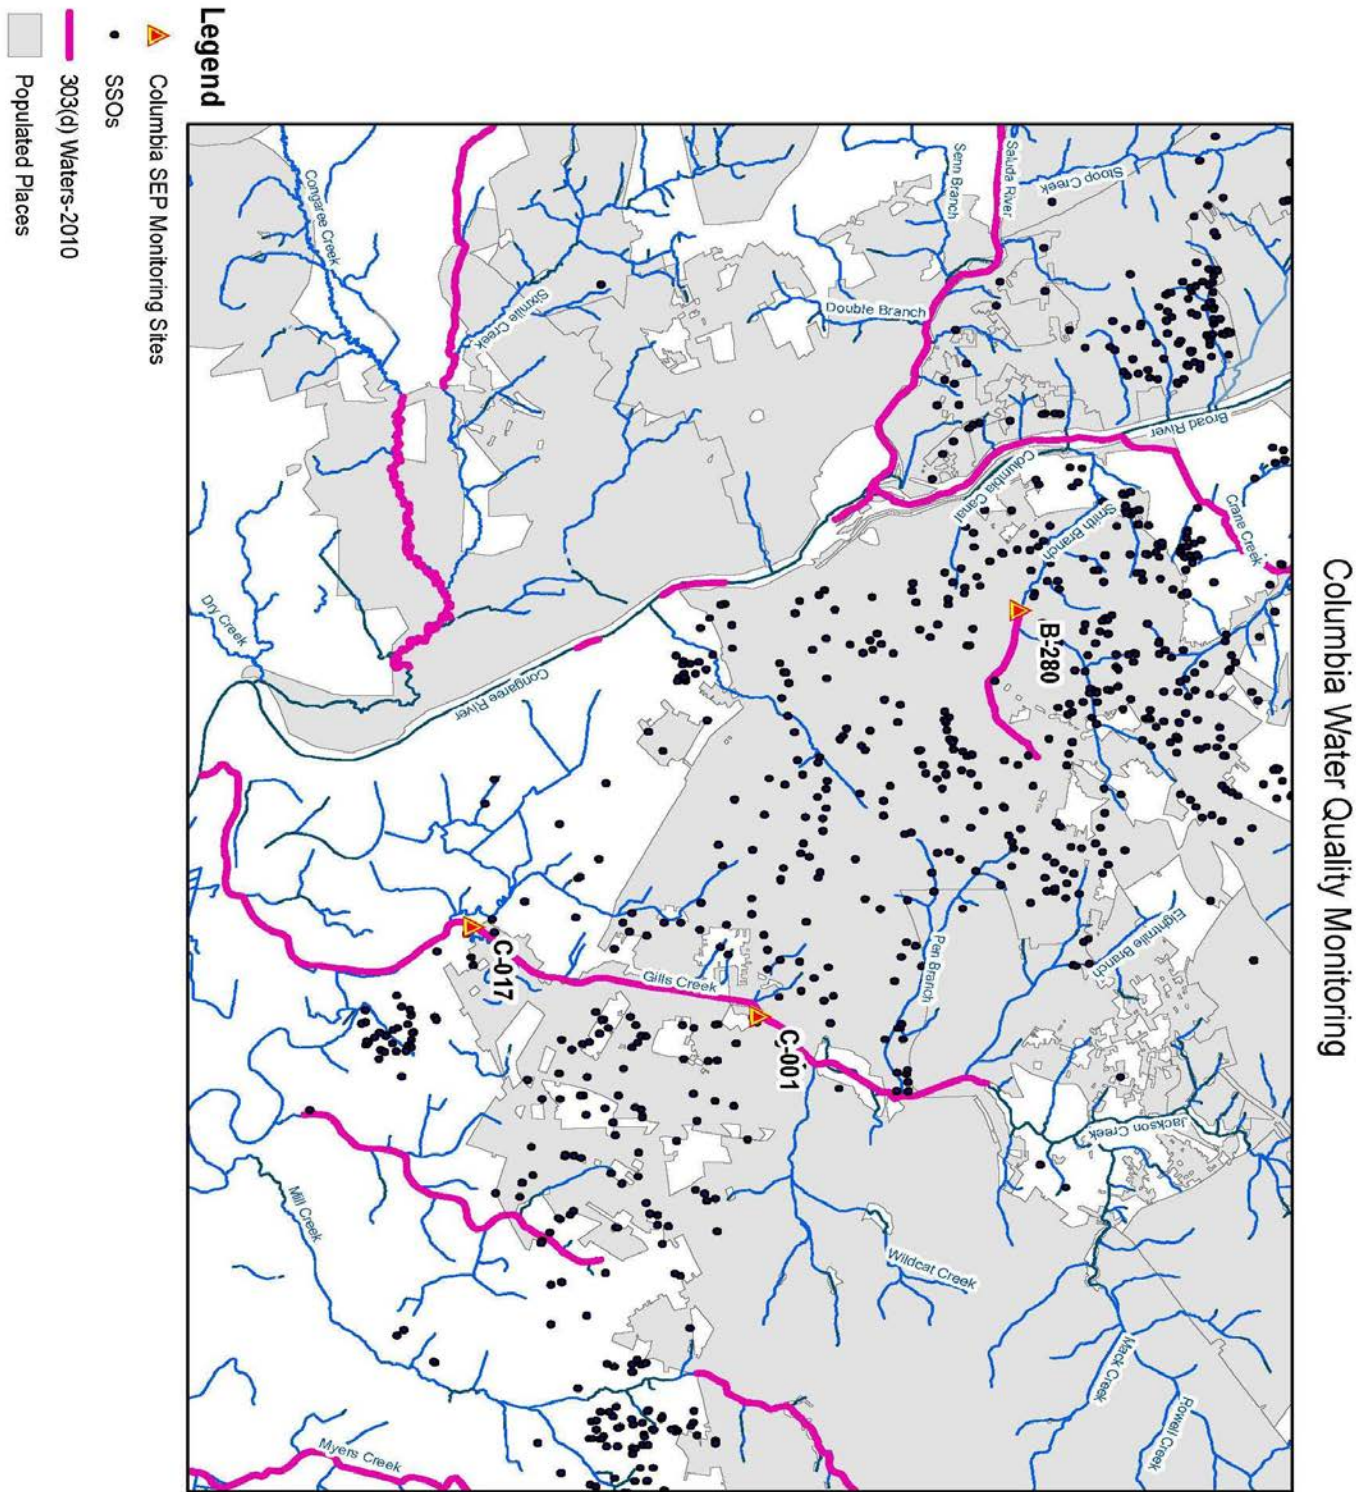 Columbia Water Quality Monitoring
Legend
Columbia SEP Monitoring Sites
SSOs
303(d) Waters-2010
Populated Places
Stoop Creek
Saluda River
Senn Branch
Double Branch
Broad River
Crane Creek
Columbia Canal
Smith Branch
B-280
Congaree Creek
Sixmile Creek
Dry Creek
Congaree River
Eightmile Branch
Pen Branch
Gills Creek
C-017
C-001
Jackson Creek
Wildcat Creek
Mack Creek
Rowell Creek
Mill Creek
Myers Creek